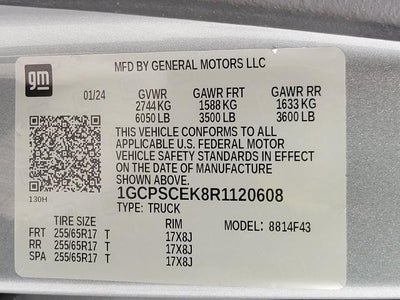 gm
MFD BY GENERAL MOTORS LLC
01/24 GVWR GAWR FRT GAWR RR
2744 KG 1588 KG 1633 KG
6050 LB 3500 LB 3600 LB
THIS VEHICLE CONFORMS TO ALL
APPLICABLE U.S. FEDERAL MOTOR
VEHICLE SAFETY STANDARDS IN EFFECT
ON THE DATE OF MANUFACTURE
SHOWN ABOVE.
1GCPSCEK8R1120608
130H TYPE: TRUCK
TIRE SIZE RIM MODEL: 8814F43
FRT 255/65R17 T 17X8J
RR 255/65R17 T 17X8J
SPA 255/65R17 T 17X8J